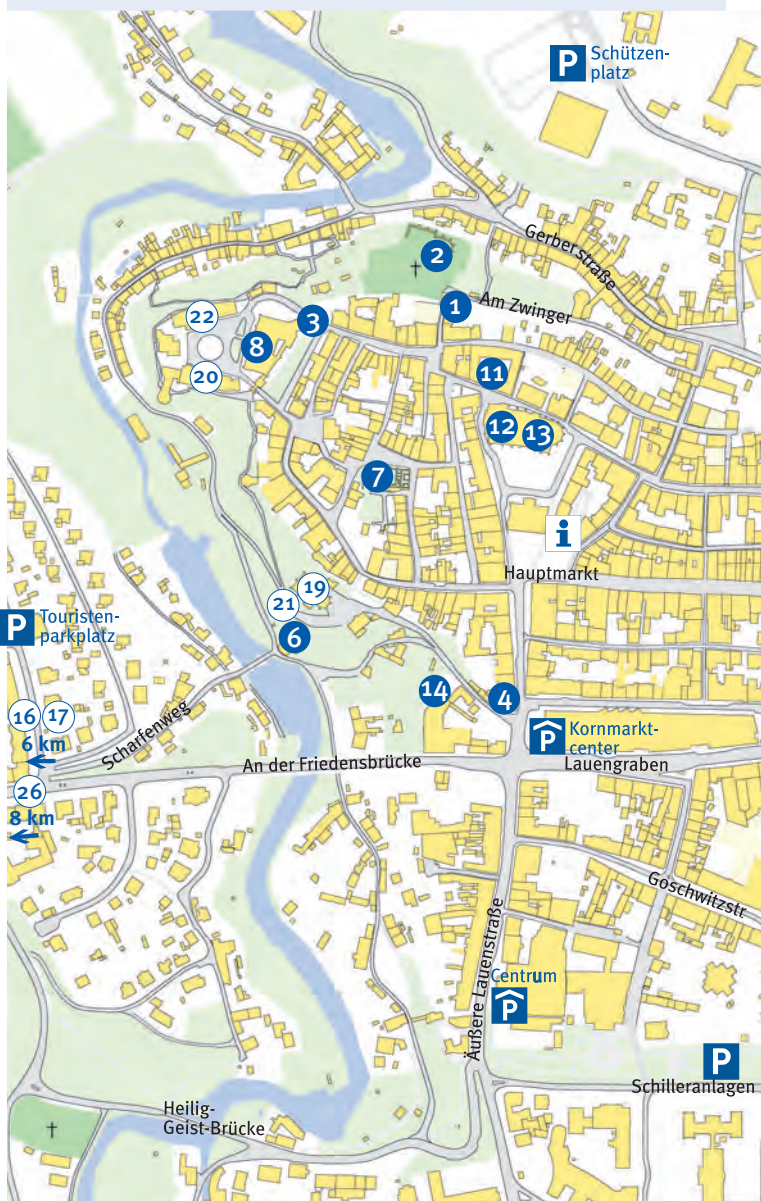 P Schützen-
platz
Gerberstraße
2
1
Am Zwinger
22
3
8
20
11
12
13
7
i
Hauptmarkt
19
21
6
P Touristen-
parkplatz
14
4
16
17
6 km
Scharfenweg
P Kornmarkt-
center
An der Friedensbrücke
Lauengraben
26
8 km
Goschwitzstr
Äußere Lauenstraße
Centrum
P
P
Schilleranlagen
Heilig-
Geist-Brücke